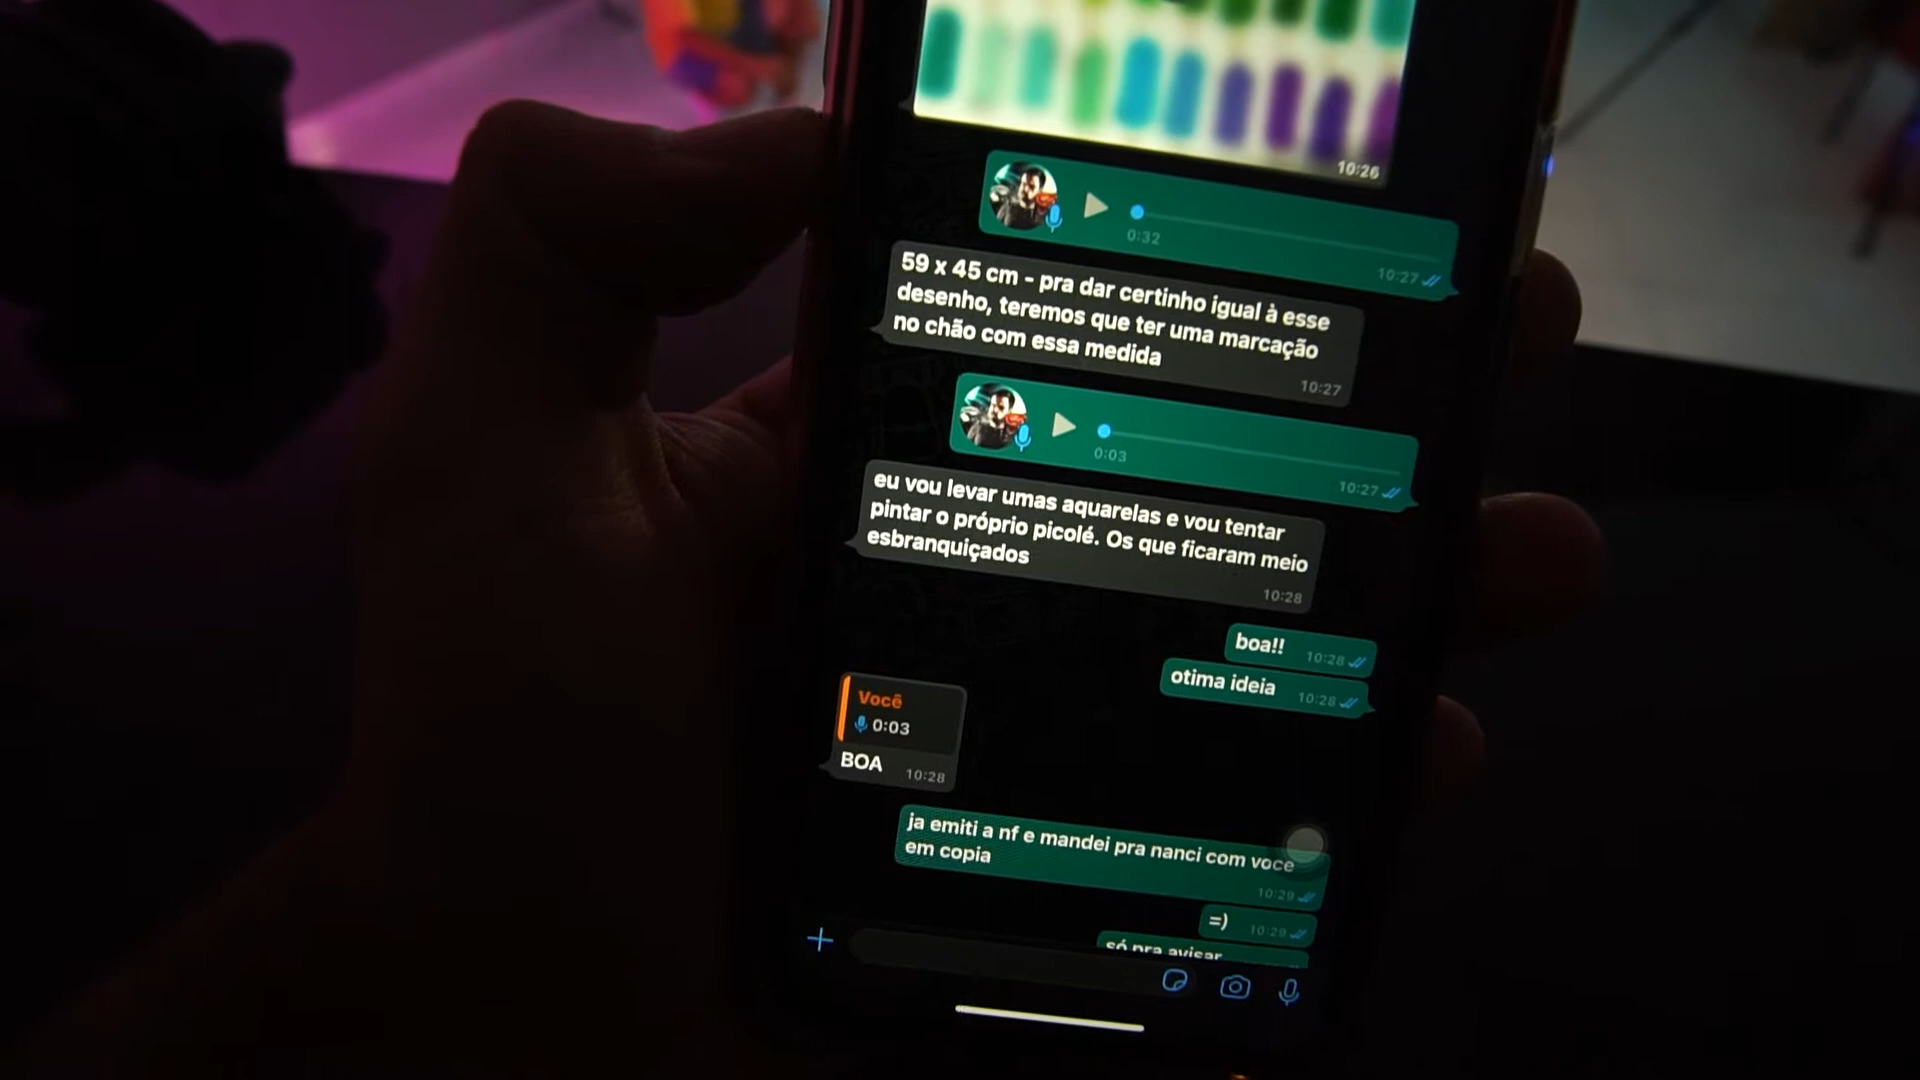 10:26
0:32
10:27
59 x 45 cm - pra dar certinho igual à esse
desenho, teremos que ter uma marcação
no chão com essa medida
10:27
0:03
10:27
eu vou levar umas aquarelas e vou tentar
pintar o próprio picolé. Os que ficaram meio
esbranquiçados
10:28
boa!!
10:28
otima ideia
10:28
Você
0:03
BOA
10:28
ja emiti a nf e mandei pra nanci com voce
em copia
10:29
=)
10:29
só pra avisar